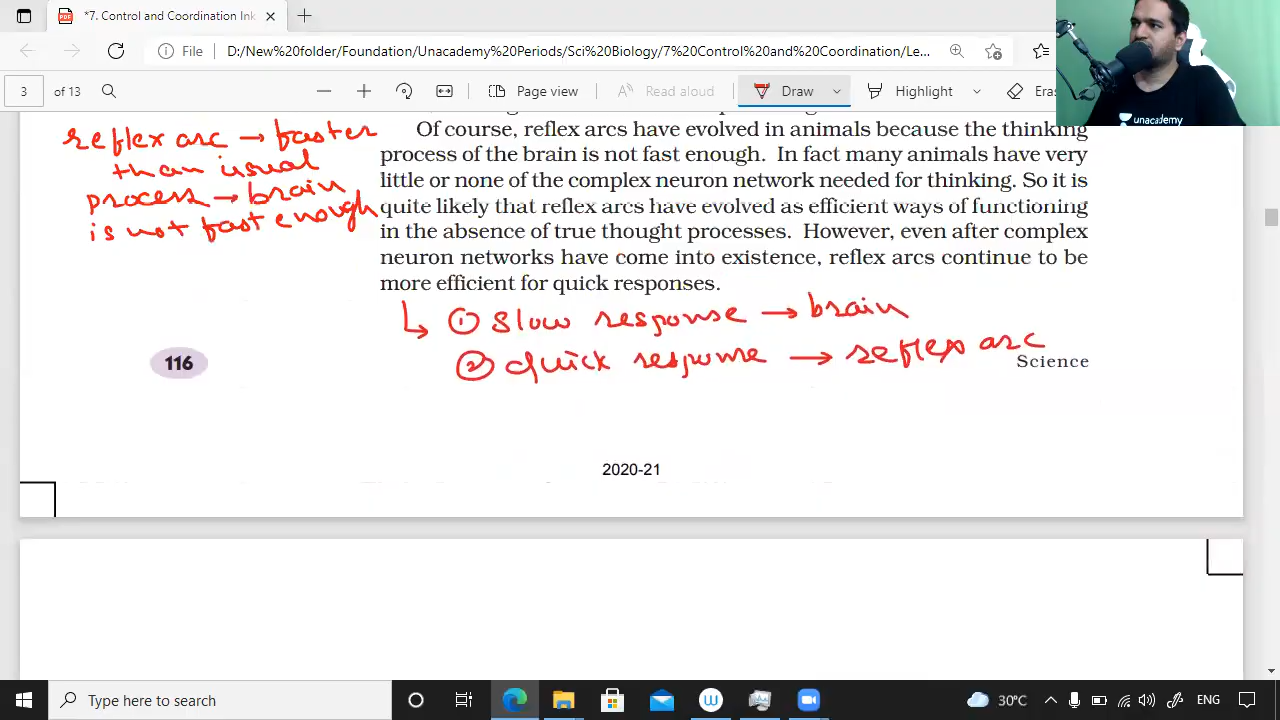 *7. Control and Coordination Ink
File
D:/New%20folder/Foundation/Unacademy%20Periods/Sci%20Biology/7%20Control%20and%20Coordination/Le...
3 of 13
Page view
Read aloud
Draw
Highlight
Eras
unacademy
reflex arc → faster
than usual
process → brain
is not fast enough
Of course, reflex arcs have evolved in animals because the thinking
process of the brain is not fast enough. In fact many animals have very
little or none of the complex neuron network needed for thinking. So it is
quite likely that reflex arcs have evolved as efficient ways of functioning
in the absence of true thought processes. However, even after complex
neuron networks have come into existence, reflex arcs continue to be
more efficient for quick responses.
↳ ① slow response → brain
② quick response → reflex arc
116
Science
2020-21
Type here to search
30°C
ENG